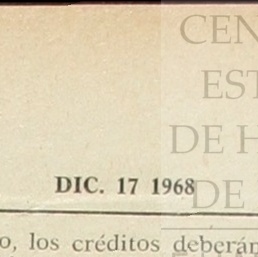 CEN
EST
DE H
DIC. 17 1968
DE
o, los créditos deberán